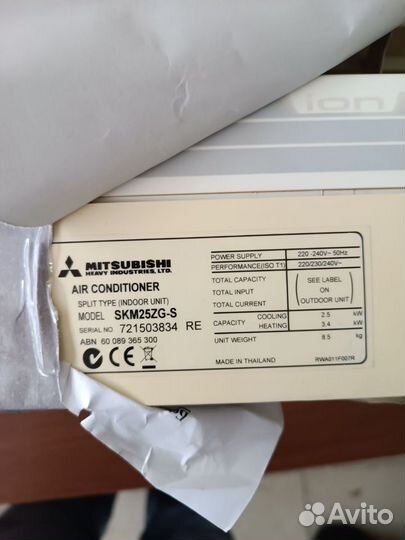 ion
MITSUBISHI
HEAVY INDUSTRIES, LTD.
AIR CONDITIONER
SPLIT TYPE (INDOOR UNIT)
MODEL SKM25ZG-S
SERIAL NO. 721503834 RE
ABN 60 089 365 300
POWER SUPPLY 220 -240V~ 50Hz
PERFORMANCE(ISO T1) 220/230/240V~
TOTAL CAPACITY
TOTAL INPUT
TOTAL CURRENT
SEE LABEL
ON
OUTDOOR UNIT
CAPACITY COOLING 2.5 kW
HEATING 3.4 kW
UNIT WEIGHT 8.5 kg
MADE IN THAILAND RWA011F007R
Avito